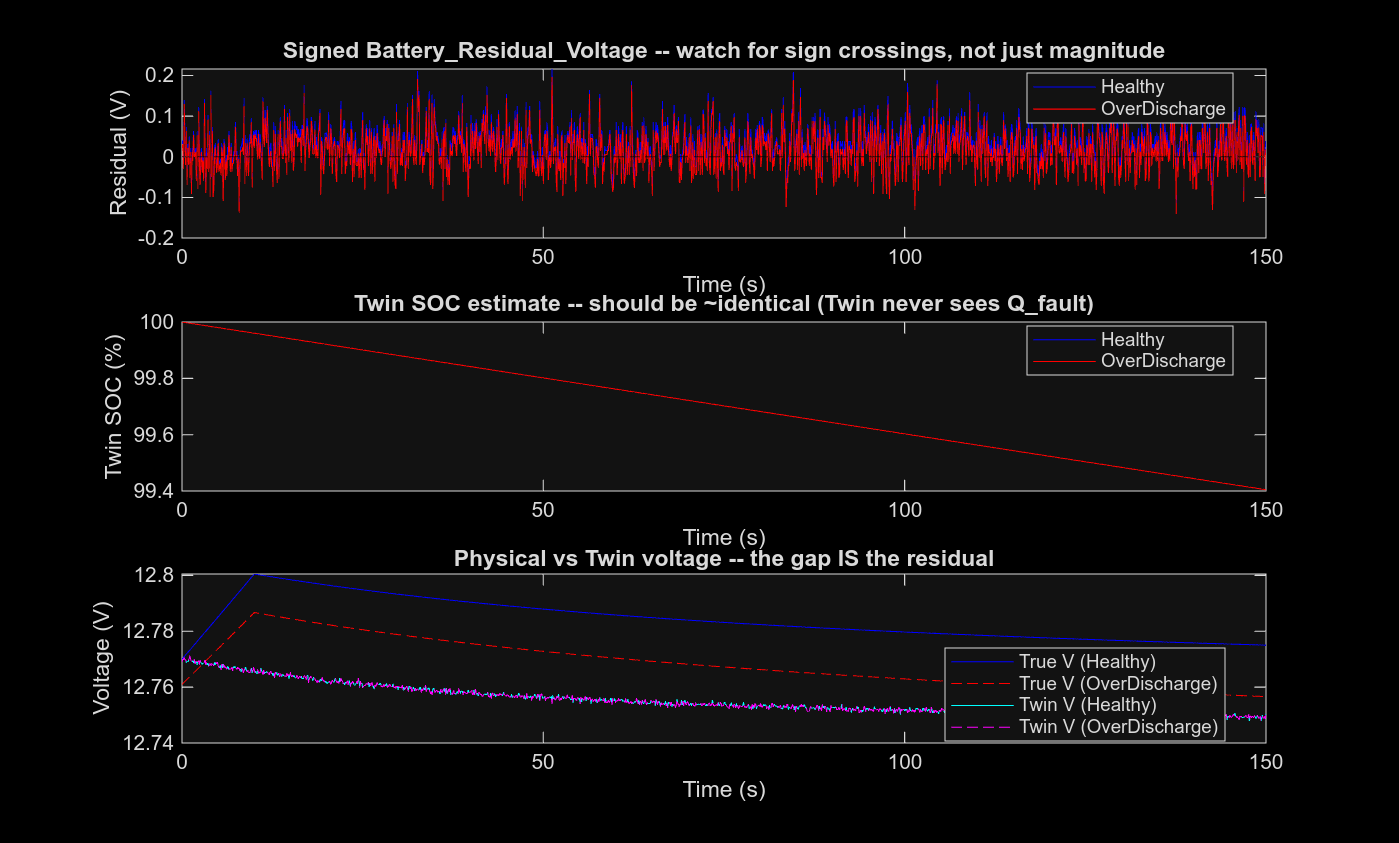 Signed Battery_Residual_Voltage -- watch for sign crossings, not just magnitude
Residual (V)
0.2
0.1
0
-0.1
-0.2
Healthy
OverDischarge
0
50
100
150
Time (s)
Twin SOC estimate -- should be ~identical (Twin never sees Q_fault)
Twin SOC (%)
100
99.8
99.6
99.4
Healthy
OverDischarge
0
50
100
150
Time (s)
Physical vs Twin voltage -- the gap IS the residual
Voltage (V)
12.8
12.78
12.76
12.74
True V (Healthy)
True V (OverDischarge)
Twin V (Healthy)
Twin V (OverDischarge)
0
50
100
150
Time (s)